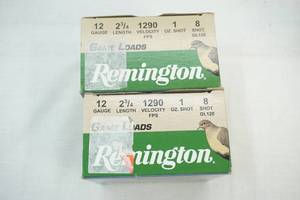 12 2¾ 1290 1 8
GAUGE LENGTH VELOCITY OZ. SHOT SHOT
FPS GL128
GAME LOADS
Remington.
12 2¾ 1290 1 8
GAUGE LENGTH VELOCITY OZ. SHOT SHOT
FPS GL128
GAME LOADS
Remington.